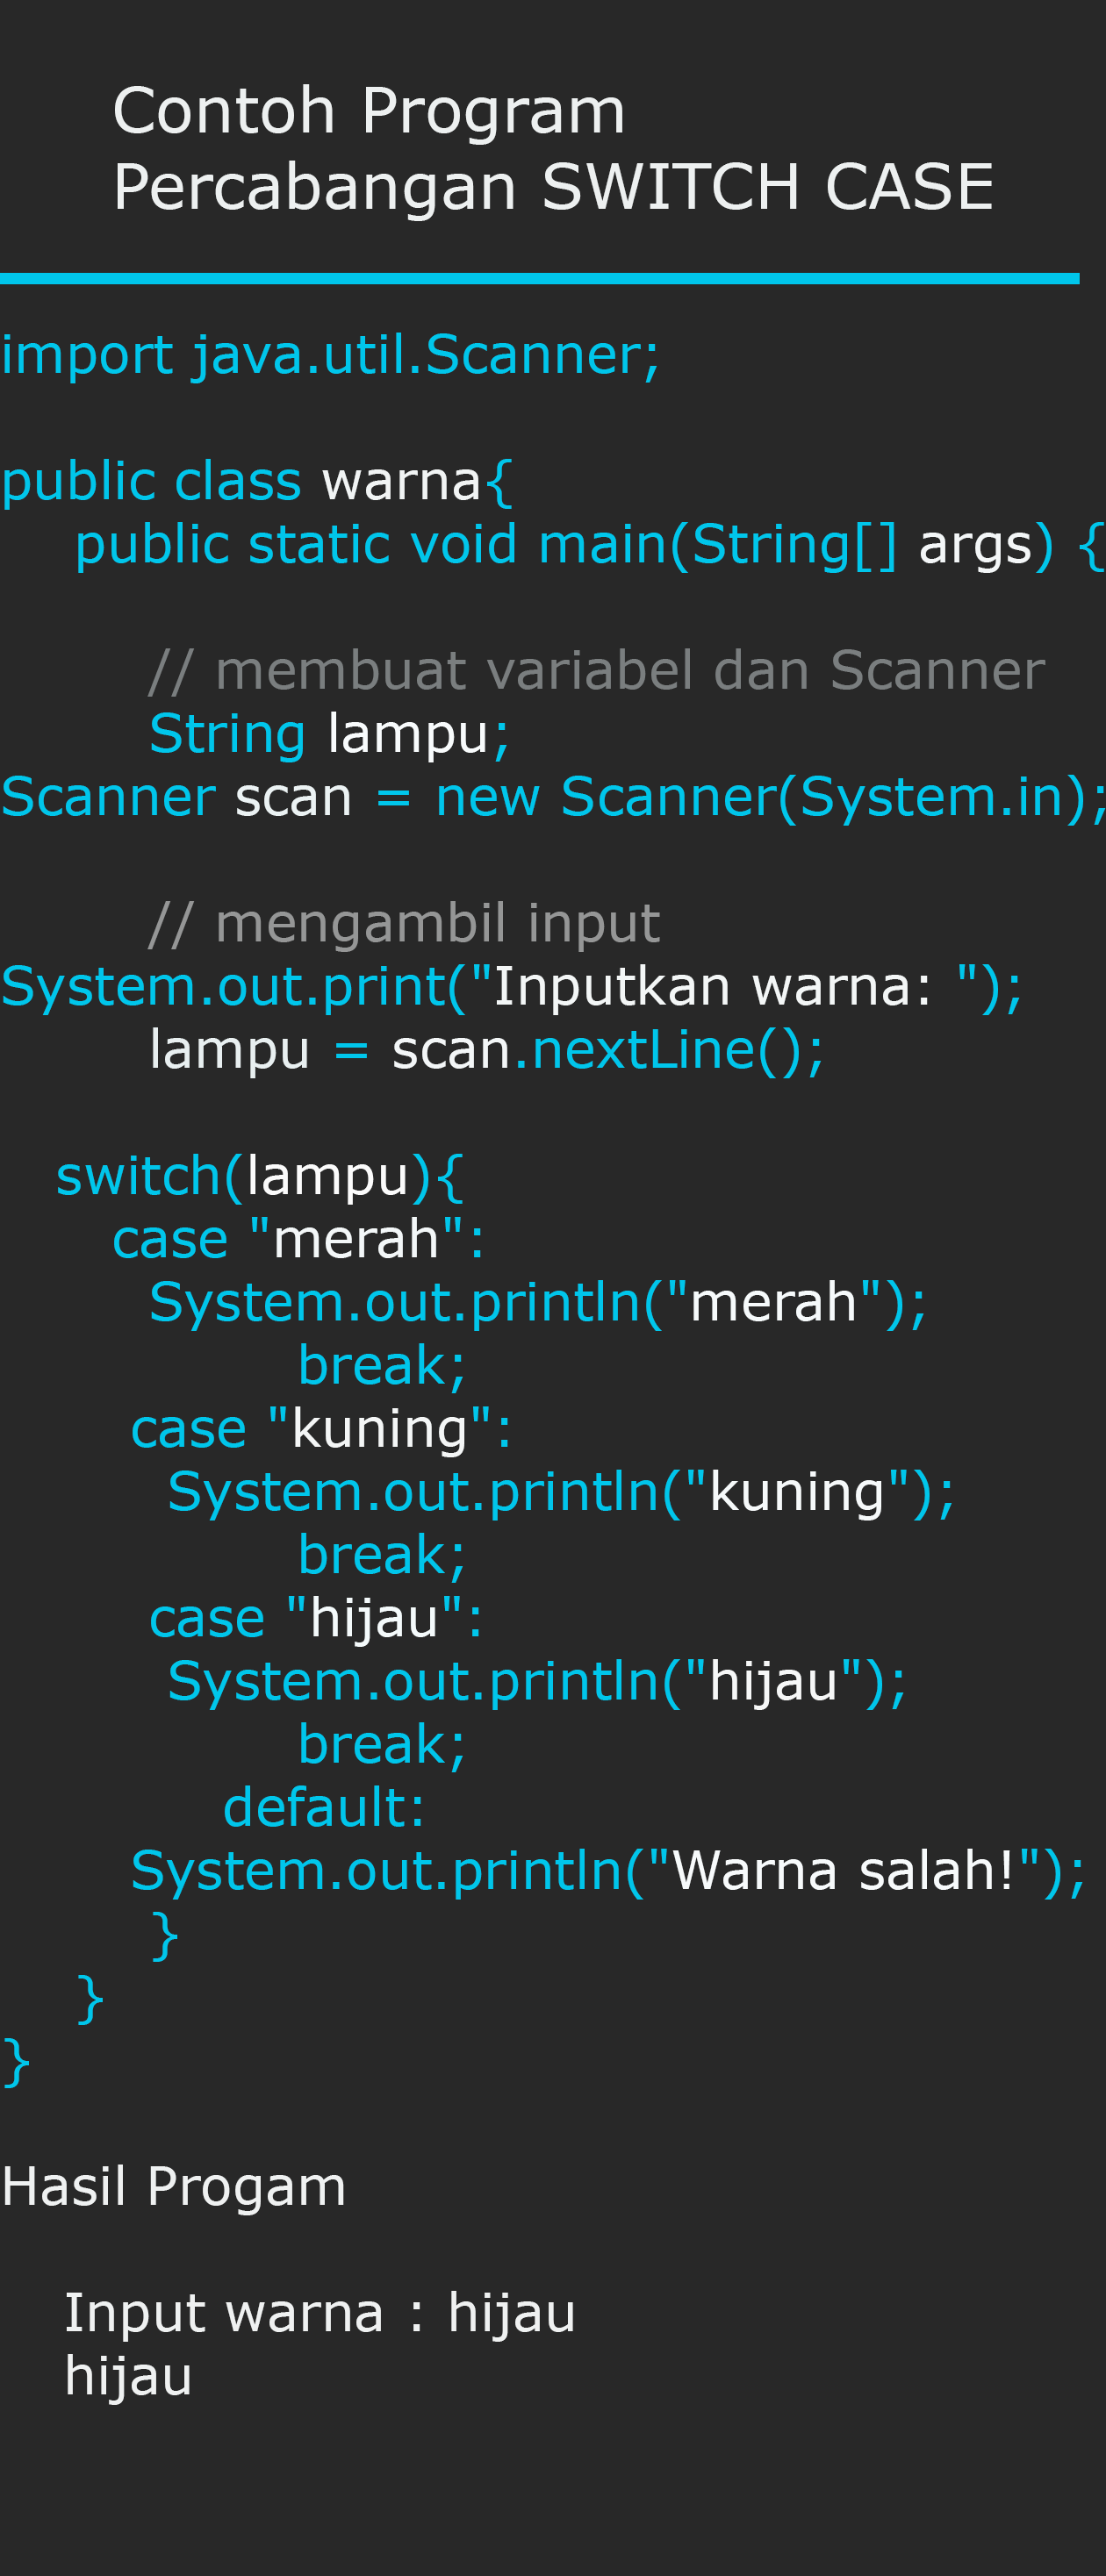 Contoh Program
Percabangan SWITCH CASE
import java.util.Scanner;
public class warna{
public static void main(String[] args) {
// membuat variabel dan Scanner
String lampu;
Scanner scan = new Scanner(System.in);
// mengambil input
System.out.print("Inputkan warna: ");
lampu = scan.nextLine();
switch(lampu){
case "merah":
System.out.println("merah");
break;
case "kuning":
System.out.println("kuning");
break;
case "hijau":
System.out.println("hijau");
break;
default:
System.out.println("Warna salah!");
}
}
}
Hasil Progam
Input warna : hijau
hijau